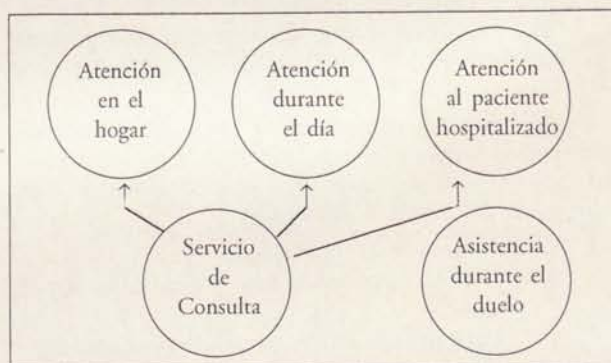 Atención
en el
hogar
Atención
durante
el día
Atención
al paciente
hospitalizado
Servicio
de
Consulta
Asistencia
durante el
duelo